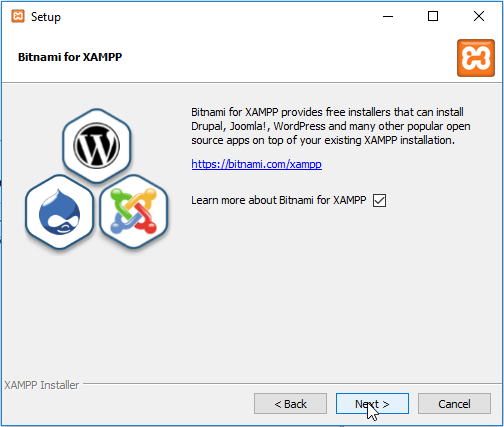 Setup
Bitnami for XAMPP
Bitnami for XAMPP provides free installers that can install
Drupal, Joomla!, WordPress and many other popular open
source apps on top of your existing XAMPP installation.
https://bitnami.com/xampp
Learn more about Bitnami for XAMPP
XAMPP Installer
< Back
Next >
Cancel